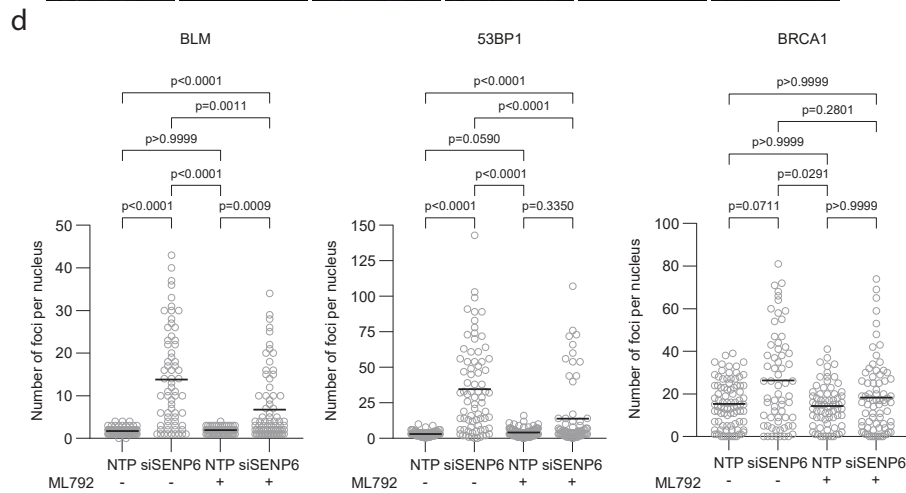 d
BLM
p<0.0001
p=0.0011
p>0.9999
p<0.0001
p<0.0001 p=0.0009
Number of foci per nucleus
50
40
30
20
10
0
NTP siSENP6 NTP siSENP6
ML792 - - + +
53BP1
p<0.0001
p<0.0001
p=0.0590
p<0.0001
p<0.0001 p=0.3350
Number of foci per nucleus
150
125
100
75
50
25
0
NTP siSENP6 NTP siSENP6
ML792 - - + +
BRCA1
p>0.9999
p=0.2801
p>0.9999
p=0.0291
p=0.0711 p>0.9999
Number of foci per nucleus
100
80
60
40
20
0
NTP siSENP6 NTP siSENP6
ML792 - - + +